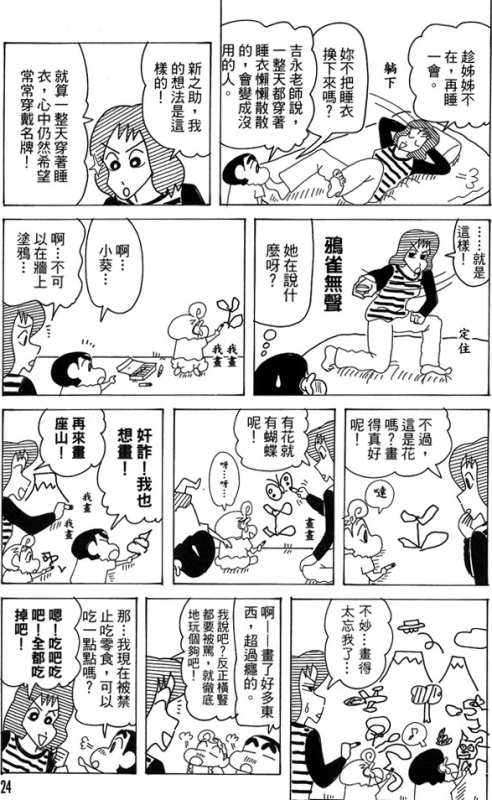 趁姊姊不
在，再睡
一會。
躺下
妳不把睡衣
換下來嗎？
吉永老師說，
一整天都穿著
睡衣懶懶散散
的，會變成沒
用的人。
新之助，我
的想法是這
樣的！
就算一整天穿著睡
衣，心中仍然希望
常常穿戴名牌！
……就是
這樣！
定住
鴉雀無聲
她在說什
麼呀？
我畫
我畫
啊…
小葵…
啊…不可
以在牆上
塗鴉…
不過，
這是花
嗎？畫
得真好
呢！
噠
有花就
有蝴蝶
呢！
畫
畫
呀…呀…
奸詐！我也
想畫！
再來畫
座山！
我畫
畫
不妙…畫得
太忘我了…
啊——畫了好多東
西，超過癮的。
我說吧？反正橫豎
都要被罵，就徹底
地玩個夠吧！
那…我現在被禁
止吃零食，可以
吃一點點嗎？
嗯！吃吧吃
吧！全都吃
掉吧！
24